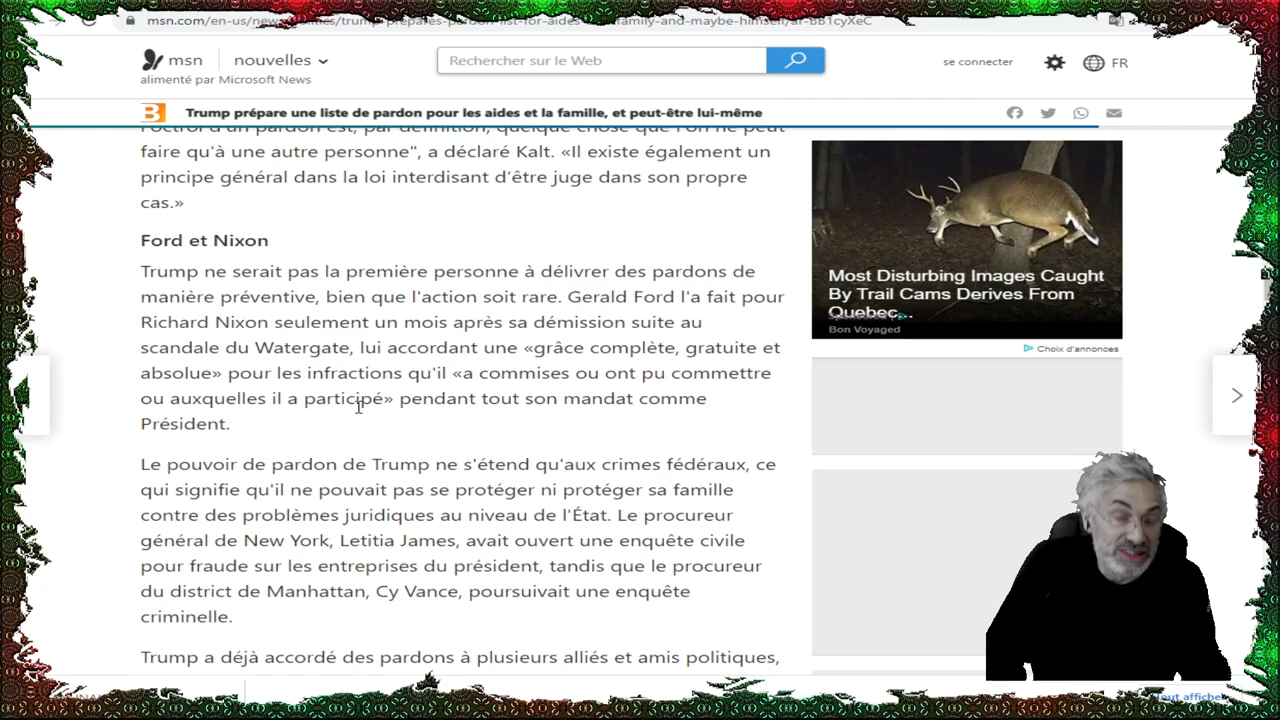 msn.com/en-us/news/politics/trump-prepares-pardon-list-for-aides-and-family-and-maybe-himself/ar-BB1cyXeC
msn nouvelles
alimenté par Microsoft News
Rechercher sur le Web
se connecter
FR
B Trump prépare une liste de pardon pour les aides et la famille, et peut-être lui-même
l'octroi d'un pardon est, par définition, quelque chose que l'on ne peut
faire qu'à une autre personne", a déclaré Kalt. «Il existe également un
principe général dans la loi interdisant d'être juge dans son propre
cas.»
Ford et Nixon
Trump ne serait pas la première personne à délivrer des pardons de
manière préventive, bien que l'action soit rare. Gerald Ford l'a fait pour
Richard Nixon seulement un mois après sa démission suite au
scandale du Watergate, lui accordant une «grâce complète, gratuite et
absolue» pour les infractions qu'il «a commises ou ont pu commettre
ou auxquelles il a participé» pendant tout son mandat comme
Président.
Le pouvoir de pardon de Trump ne s'étend qu'aux crimes fédéraux, ce
qui signifie qu'il ne pouvait pas se protéger ni protéger sa famille
contre des problèmes juridiques au niveau de l'État. Le procureur
général de New York, Letitia James, avait ouvert une enquête civile
pour fraude sur les entreprises du président, tandis que le procureur
du district de Manhattan, Cy Vance, poursuivait une enquête
criminelle.
Trump a déjà accordé des pardons à plusieurs alliés et amis politiques,
Most Disturbing Images Caught
By Trail Cams Derives From
Quebec...
Sponsored
Bon Voyaged
Choix d'annonces
Tout afficher